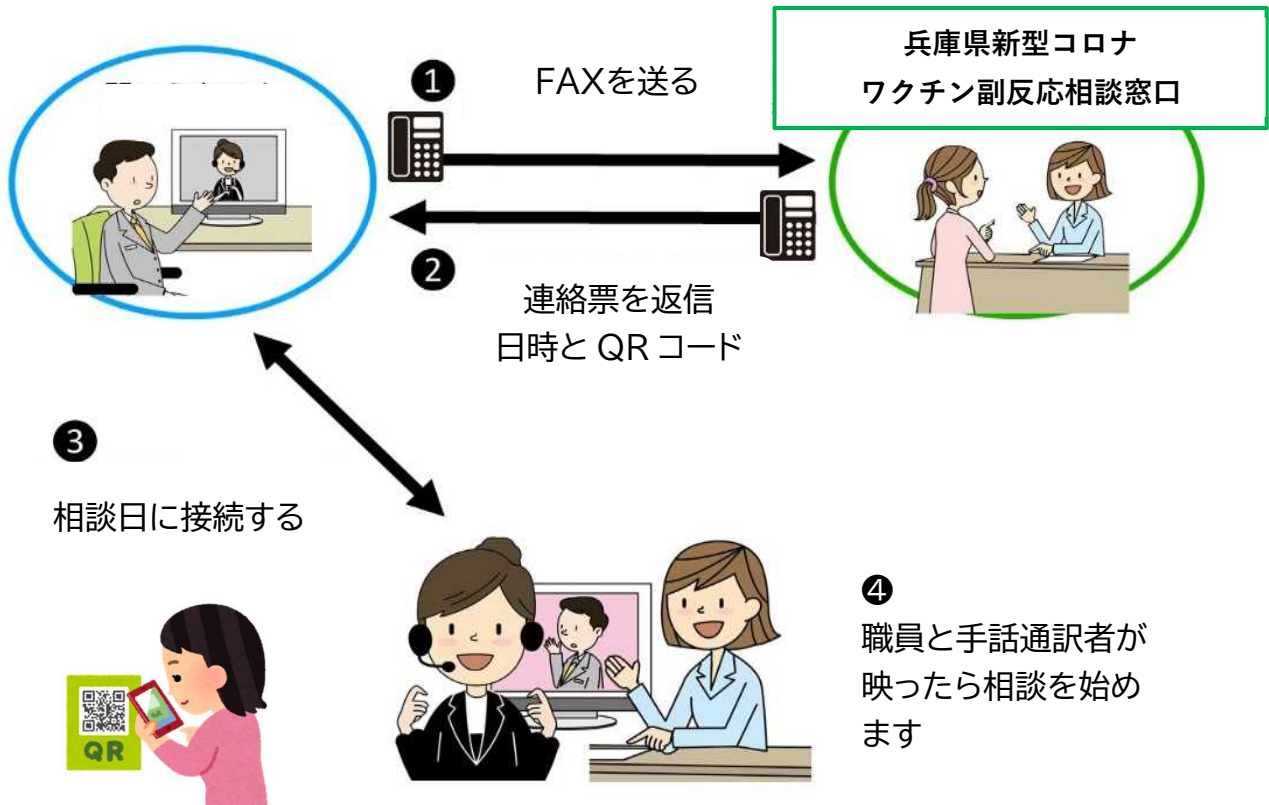 兵庫県新型コロナ
ワクチン副反応相談窓口
❶
FAXを送る
❷
連絡票を返信
日時と QR コード
❸
相談日に接続する
QR
❹
職員と手話通訳者が
映ったら相談を始め
ます